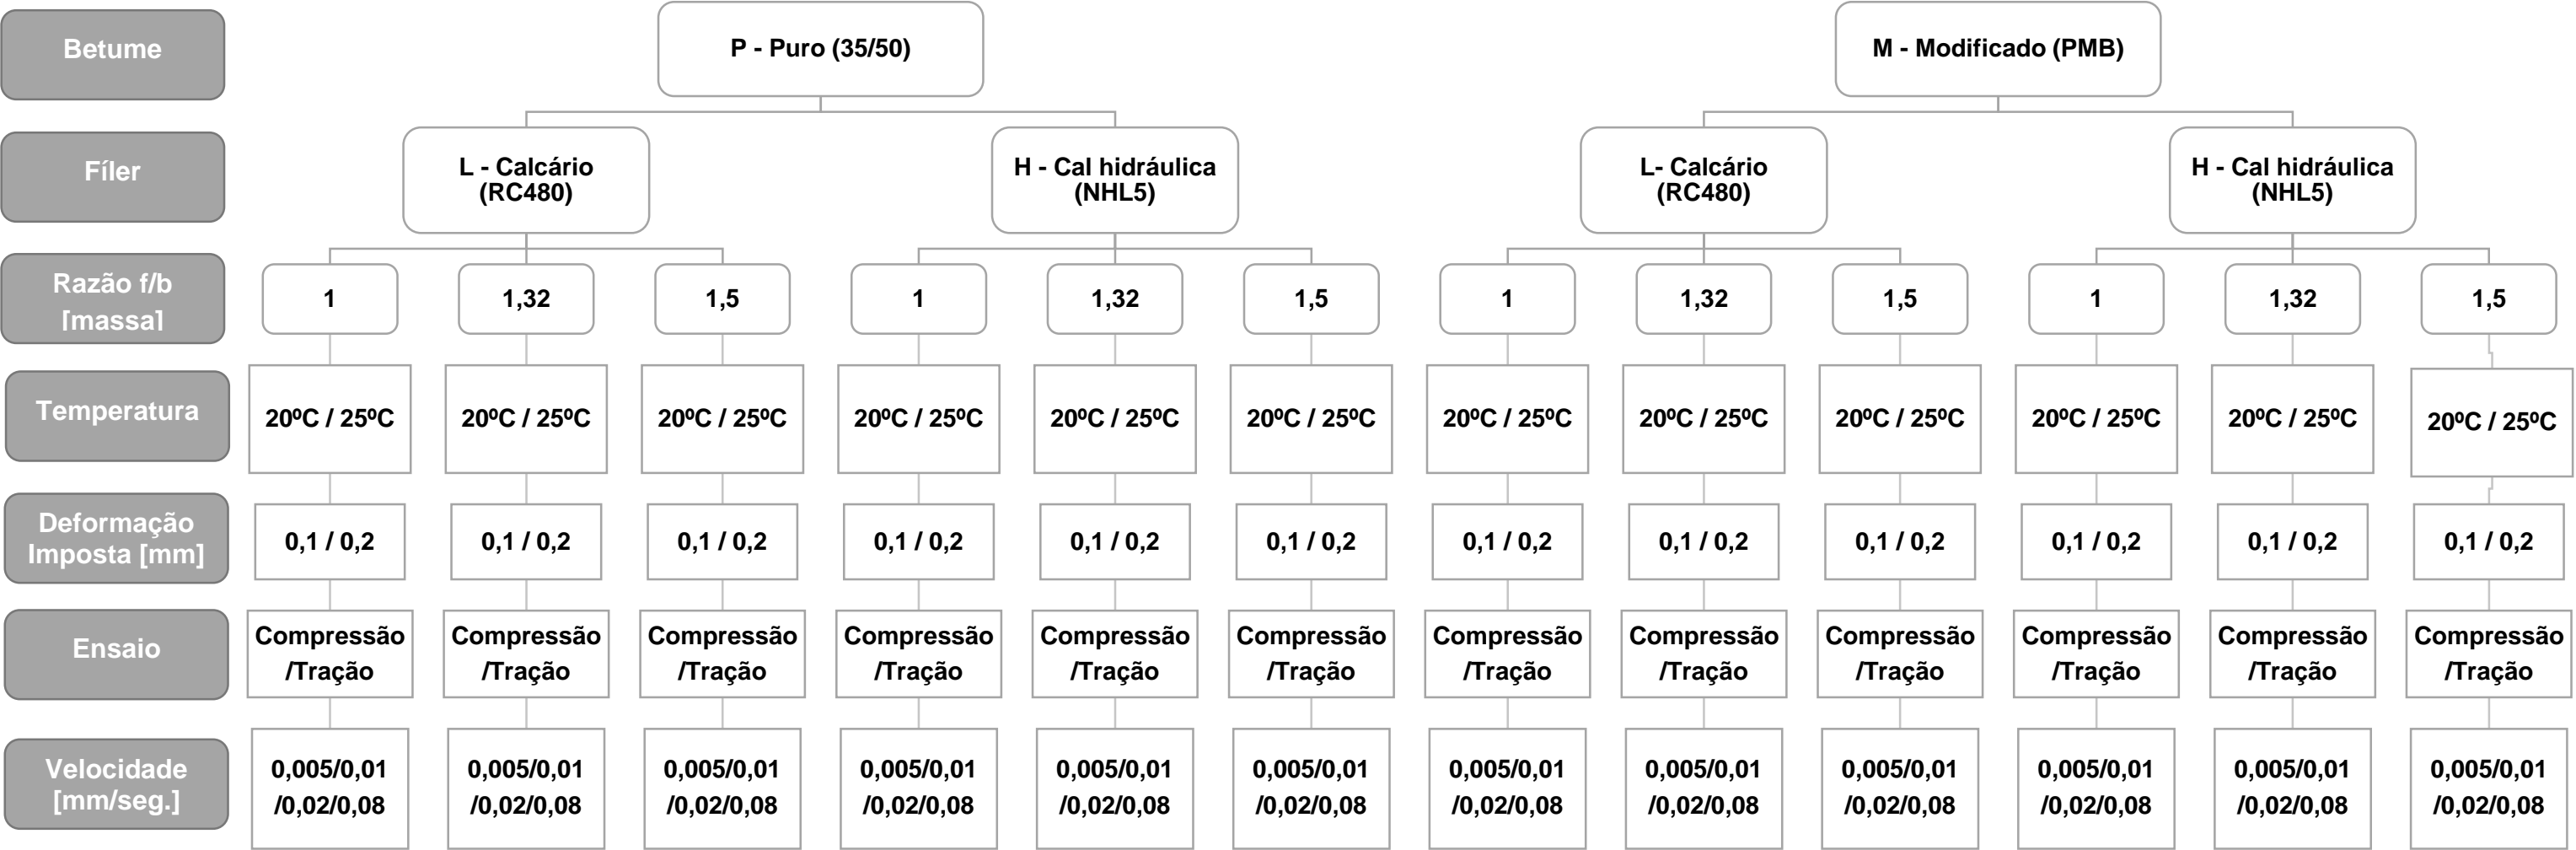 Betume
P - Puro (35/50)
M - Modificado (PMB)
Fíler
L - Calcário
(RC480)
H - Cal hidráulica
(NHL5)
L- Calcário
(RC480)
H - Cal hidráulica
(NHL5)
Razão f/b
[massa]
1
1,32
1,5
1
1,32
1,5
1
1,32
1,5
1
1,32
1,5
Temperatura
20ºC / 25ºC
20ºC / 25ºC
20ºC / 25ºC
20ºC / 25ºC
20ºC / 25ºC
20ºC / 25ºC
20ºC / 25ºC
20ºC / 25ºC
20ºC / 25ºC
20ºC / 25ºC
20ºC / 25ºC
20ºC / 25ºC
Deformação
Imposta [mm]
0,1 / 0,2
0,1 / 0,2
0,1 / 0,2
0,1 / 0,2
0,1 / 0,2
0,1 / 0,2
0,1 / 0,2
0,1 / 0,2
0,1 / 0,2
0,1 / 0,2
0,1 / 0,2
0,1 / 0,2
Ensaio
Compressão
/Tração
Compressão
/Tração
Compressão
/Tração
Compressão
/Tração
Compressão
/Tração
Compressão
/Tração
Compressão
/Tração
Compressão
/Tração
Compressão
/Tração
Compressão
/Tração
Compressão
/Tração
Compressão
/Tração
Velocidade
[mm/seg.]
0,005/0,01
/0,02/0,08
0,005/0,01
/0,02/0,08
0,005/0,01
/0,02/0,08
0,005/0,01
/0,02/0,08
0,005/0,01
/0,02/0,08
0,005/0,01
/0,02/0,08
0,005/0,01
/0,02/0,08
0,005/0,01
/0,02/0,08
0,005/0,01
/0,02/0,08
0,005/0,01
/0,02/0,08
0,005/0,01
/0,02/0,08
0,005/0,01
/0,02/0,08